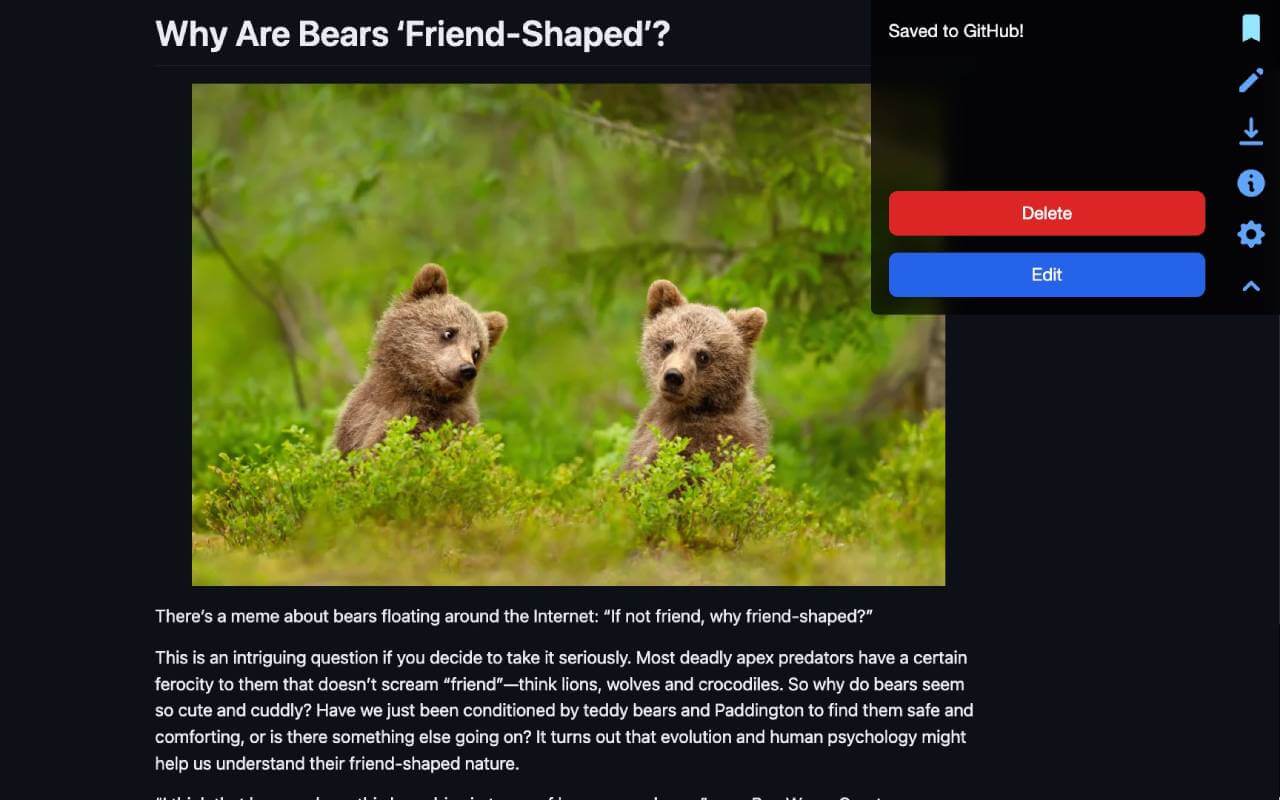 Why Are Bears ‘Friend-Shaped’?
Saved to GitHub!
Delete
Edit
There’s a meme about bears floating around the Internet: “If not friend, why friend-shaped?”
This is an intriguing question if you decide to take it seriously. Most deadly apex predators have a certain
ferocity to them that doesn’t scream “friend”—think lions, wolves and crocodiles. So why do bears seem
so cute and cuddly? Have we just been conditioned by teddy bears and Paddington to find them safe and
comforting, or is there something else going on? It turns out that evolution and human psychology might
help us understand their friend-shaped nature.